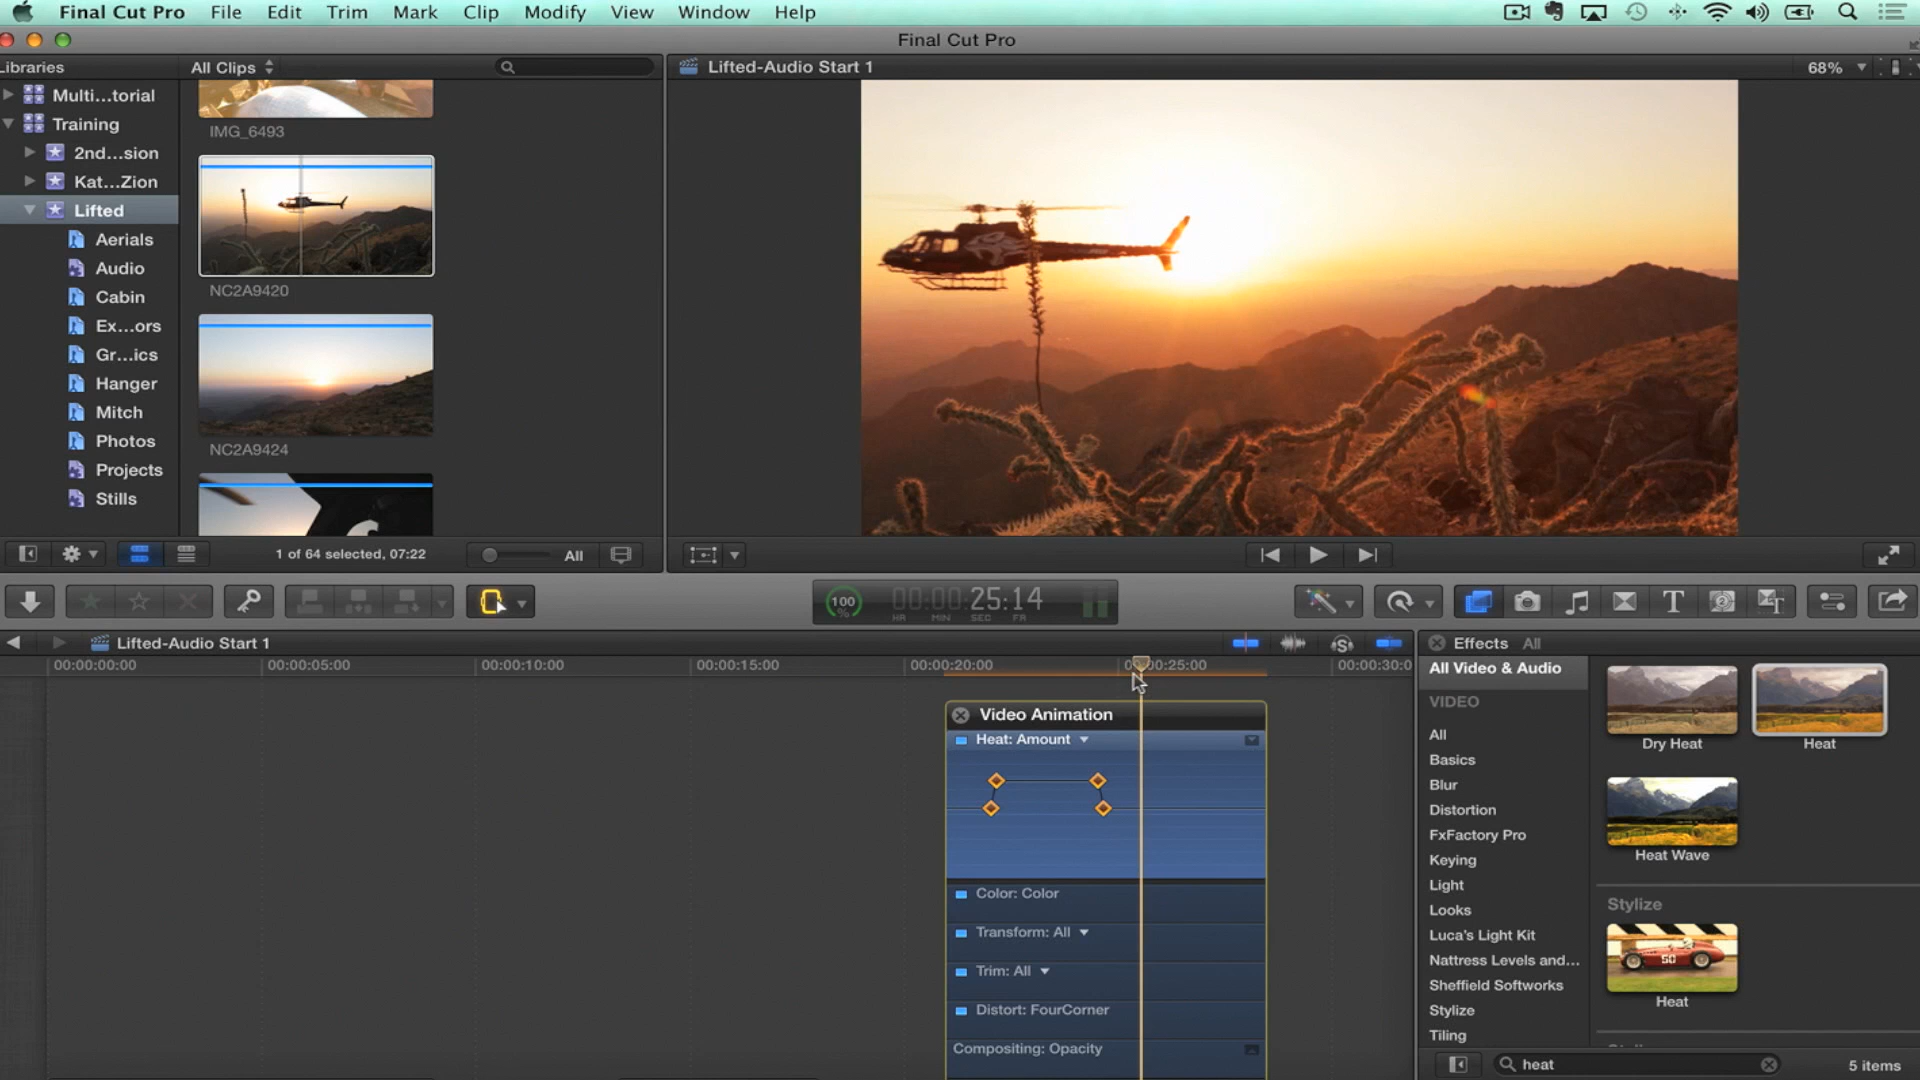 Final Cut Pro File Edit Trim Mark Clip Modify View Window Help
Final Cut Pro
Libraries
All Clips
Lifted-Audio Start 1
68%
Multi...torial
Training
2nd...sion
Kat...Zion
Lifted
Aerials
Audio
Cabin
Ex...ors
Gr...ics
Hanger
Mitch
Photos
Projects
Stills
IMG_6493
NC2A9420
NC2A9424
1 of 64 selected, 07:22
All
100
%
00:00:25:14
HR MIN SEC FR
Lifted-Audio Start 1
00:00:00:00
00:00:05:00
00:00:10:00
00:00:15:00
00:00:20:00
00:00:25:00
00:00:30:0
Video Animation
Heat: Amount
Color: Color
Transform: All
Trim: All
Distort: FourCorner
Compositing: Opacity
Effects All
All Video & Audio
VIDEO
All
Basics
Blur
Distortion
FxFactory Pro
Keying
Light
Looks
Luca's Light Kit
Nattress Levels and...
Sheffield Softworks
Stylize
Tiling
Dry Heat
Heat
Heat Wave
Stylize
50
Heat
heat
5 items